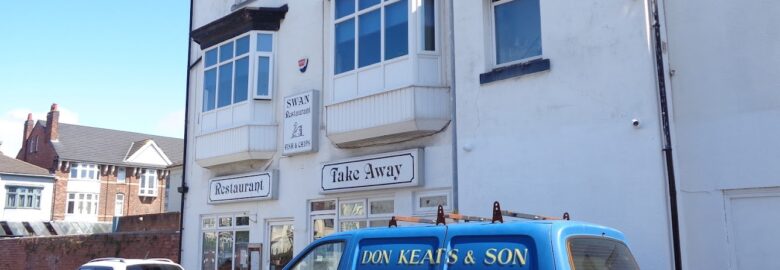 SWAN
Restaurant
FISH & CHIPS
Restaurant
Take Away
DON KEATS & SON